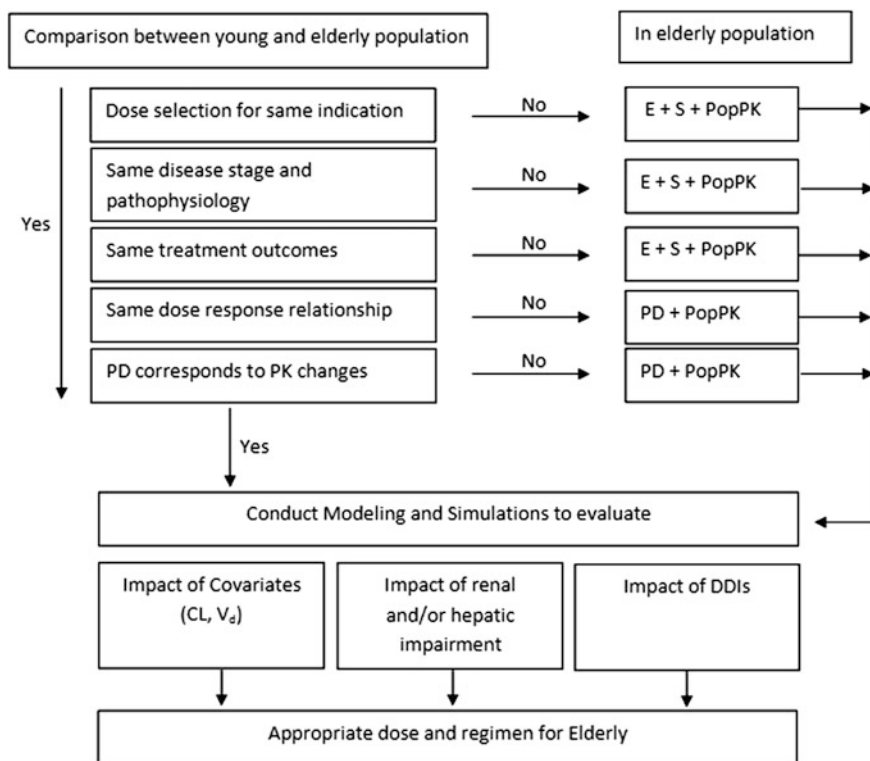 Comparison between young and elderly population
In elderly population
Dose selection for same indication
No
E + S + PopPK
Same disease stage and
pathophysiology
No
E + S + PopPK
Yes
Same treatment outcomes
No
E + S + PopPK
Same dose response relationship
No
PD + PopPK
PD corresponds to PK changes
No
PD + PopPK
Yes
Conduct Modeling and Simulations to evaluate
Impact of Covariates
(CL, Vd)
Impact of renal
and/or hepatic
impairment
Impact of DDIs
Appropriate dose and regimen for Elderly